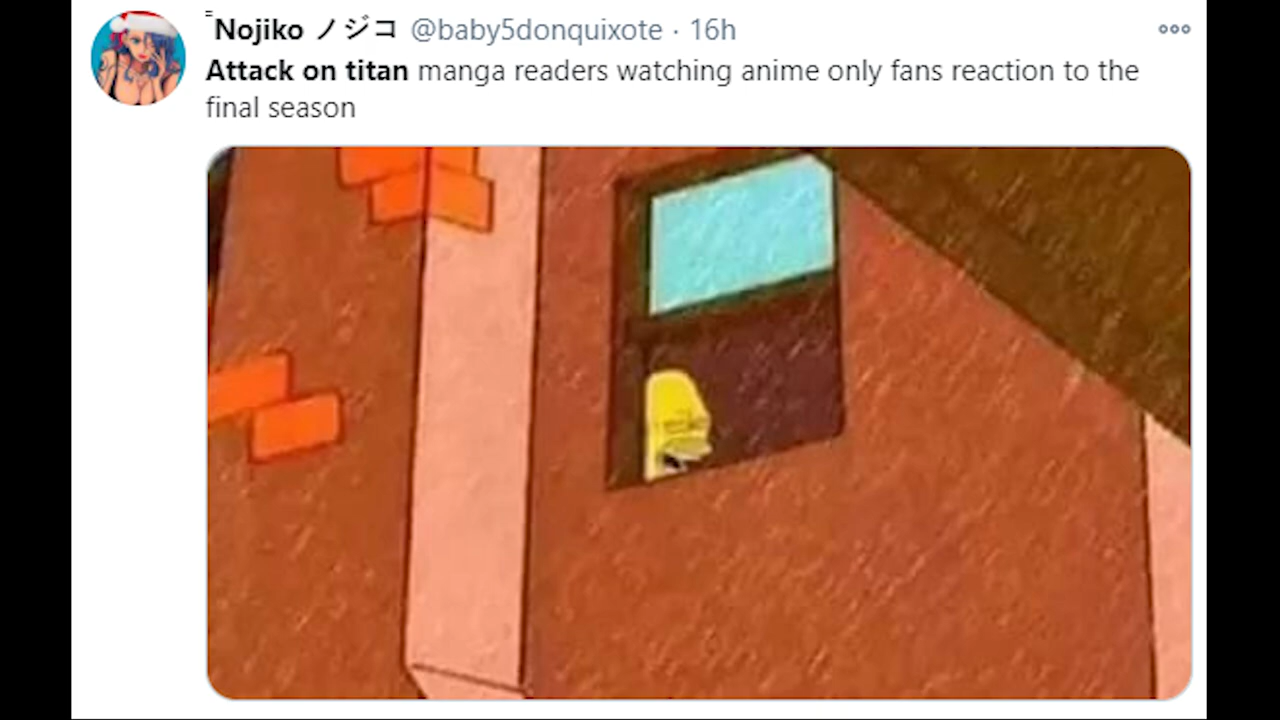 Nojiko ノジコ @baby5donquixote · 16h
Attack on titan manga readers watching anime only fans reaction to the
final season